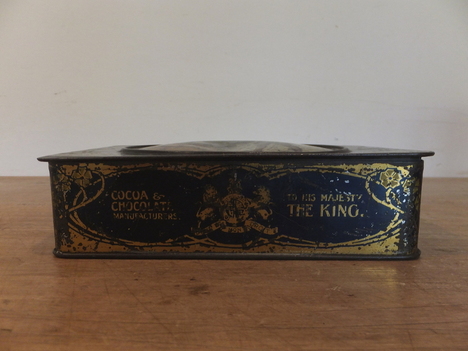 COCOA &
CHOCOLATE
MANUFACTURERS
TO HIS MAJESTY
THE KING.